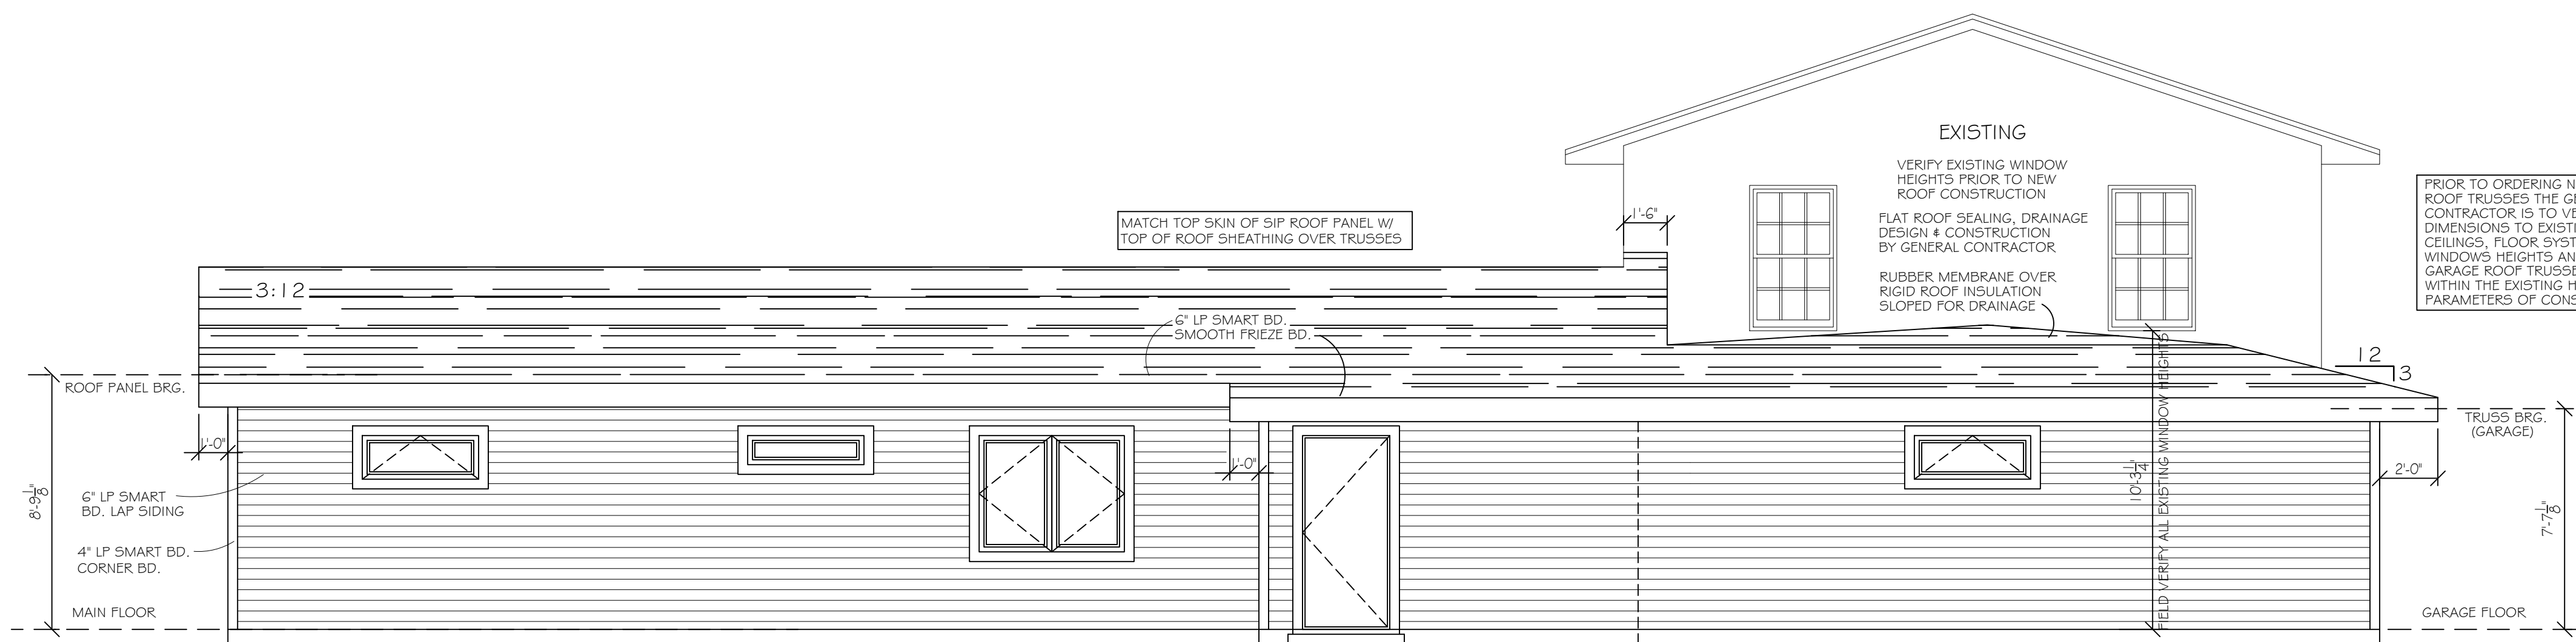 EXISTING
VERIFY EXISTING WINDOW
HEIGHTS PRIOR TO NEW
ROOF CONSTRUCTION
FLAT ROOF SEALING, DRAINAGE
DESIGN & CONSTRUCTION
BY GENERAL CONTRACTOR
RUBBER MEMBRANE OVER
RIGID ROOF INSULATION
SLOPED FOR DRAINAGE
PRIOR TO ORDERING N
ROOF TRUSSES THE GE
CONTRACTOR IS TO VE
DIMENSIONS TO EXISTI
CEILINGS, FLOOR SYST
WINDOWS HEIGHTS AN
GARAGE ROOF TRUSSE
WITHIN THE EXISTING H
PARAMETERS OF CONS
1'-6"
MATCH TOP SKIN OF SIP ROOF PANEL W/
TOP OF ROOF SHEATHING OVER TRUSSES
3:12
6" LP SMART BD.
SMOOTH FRIEZE BD.
12
3
ROOF PANEL BRG.
TRUSS BRG.
(GARAGE)
1'-0"
1'-0"
2'-0"
8'-9 1/8"
10'-3 1/4"
FIELD VERIFY ALL EXISTING WINDOW HEIGHTS
7'-7 1/8"
6" LP SMART
BD. LAP SIDING
4" LP SMART BD.
CORNER BD.
MAIN FLOOR
GARAGE FLOOR